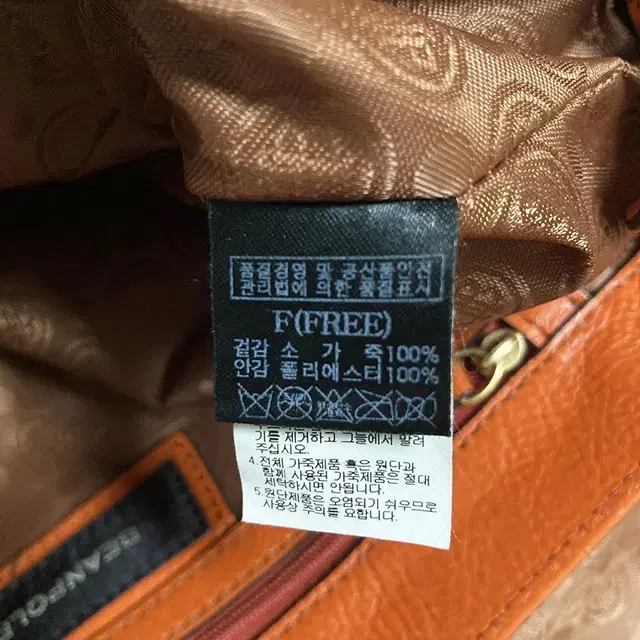 품질경영 및 공산품안전
관리법에 의한 품질표시
F(FREE)
겉감 소 가 죽100%
안감 폴리에스터100%
기를 제거하고 그늘에서 말려
주십시오.
4.전체 가죽제품 혹은 원단과
함께 사용된 가죽제품은 절대
세탁하시면 안됩니다.
5.원단제품은 오염되기 쉬우므로
사용상 주의를 요합니다.
BEANPOLE